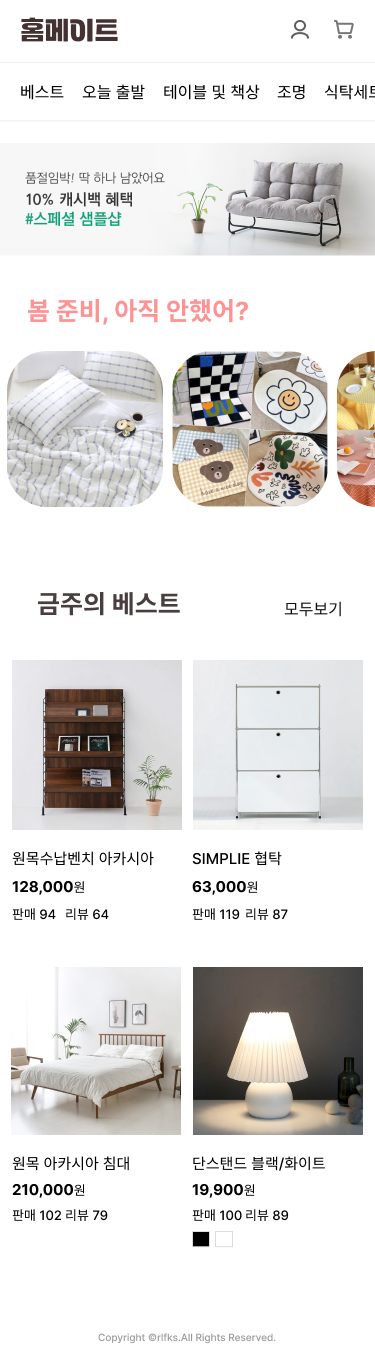 홈메이트
베스트 오늘 출발 테이블 및 책상 조명 식탁세트
품절임박! 딱 하나 남았어요
10% 캐시백 혜택
#스페셜 샘플샵
봄 준비, 아직 안했어?
금주의 베스트 모두보기
원목수납벤치 아카시아
128,000원
판매 94 리뷰 64
SIMPLIE 협탁
63,000원
판매 119 리뷰 87
원목 아카시아 침대
210,000원
판매 102 리뷰 79
단스탠드 블랙/화이트
19,900원
판매 100 리뷰 89
Copyright ©rlfks.All Rights Reserved.